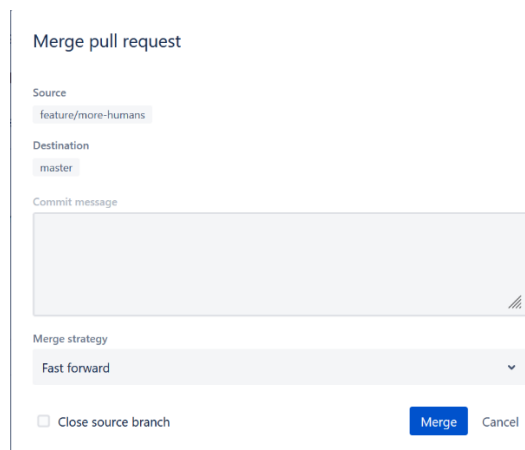 Merge pull request
Source
feature/more-humans
Destination
master
Commit message
Merge strategy
Fast forward
Close source branch
Merge
Cancel